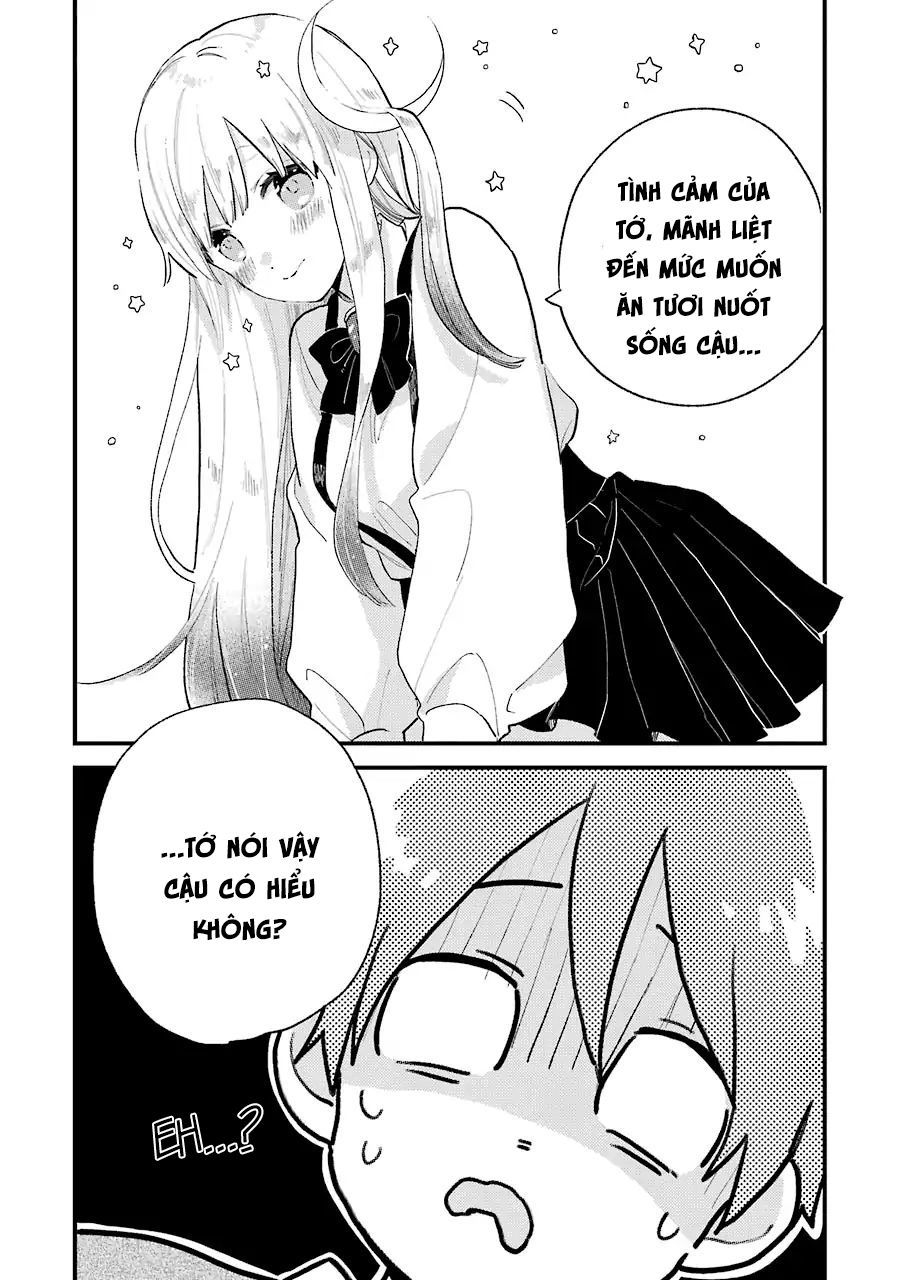 TÌNH CẢM CỦA
TỚ, MÃNH LIỆT
ĐẾN MỨC MUỐN
ĂN TƯƠI NUỐT
SỐNG CẬU...
...TỚ NÓI VẬY
CẬU CÓ HIỂU
KHÔNG?
EH...?